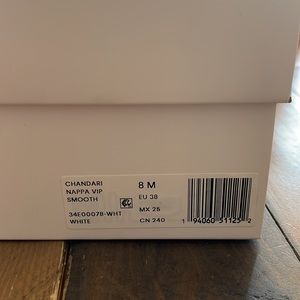 CHANDARI
NAPPA VIP
SMOOTH
34E00078-WHT
WHITE
8 M
EU 38
MX 25
CN 240
1 94060 51125 2